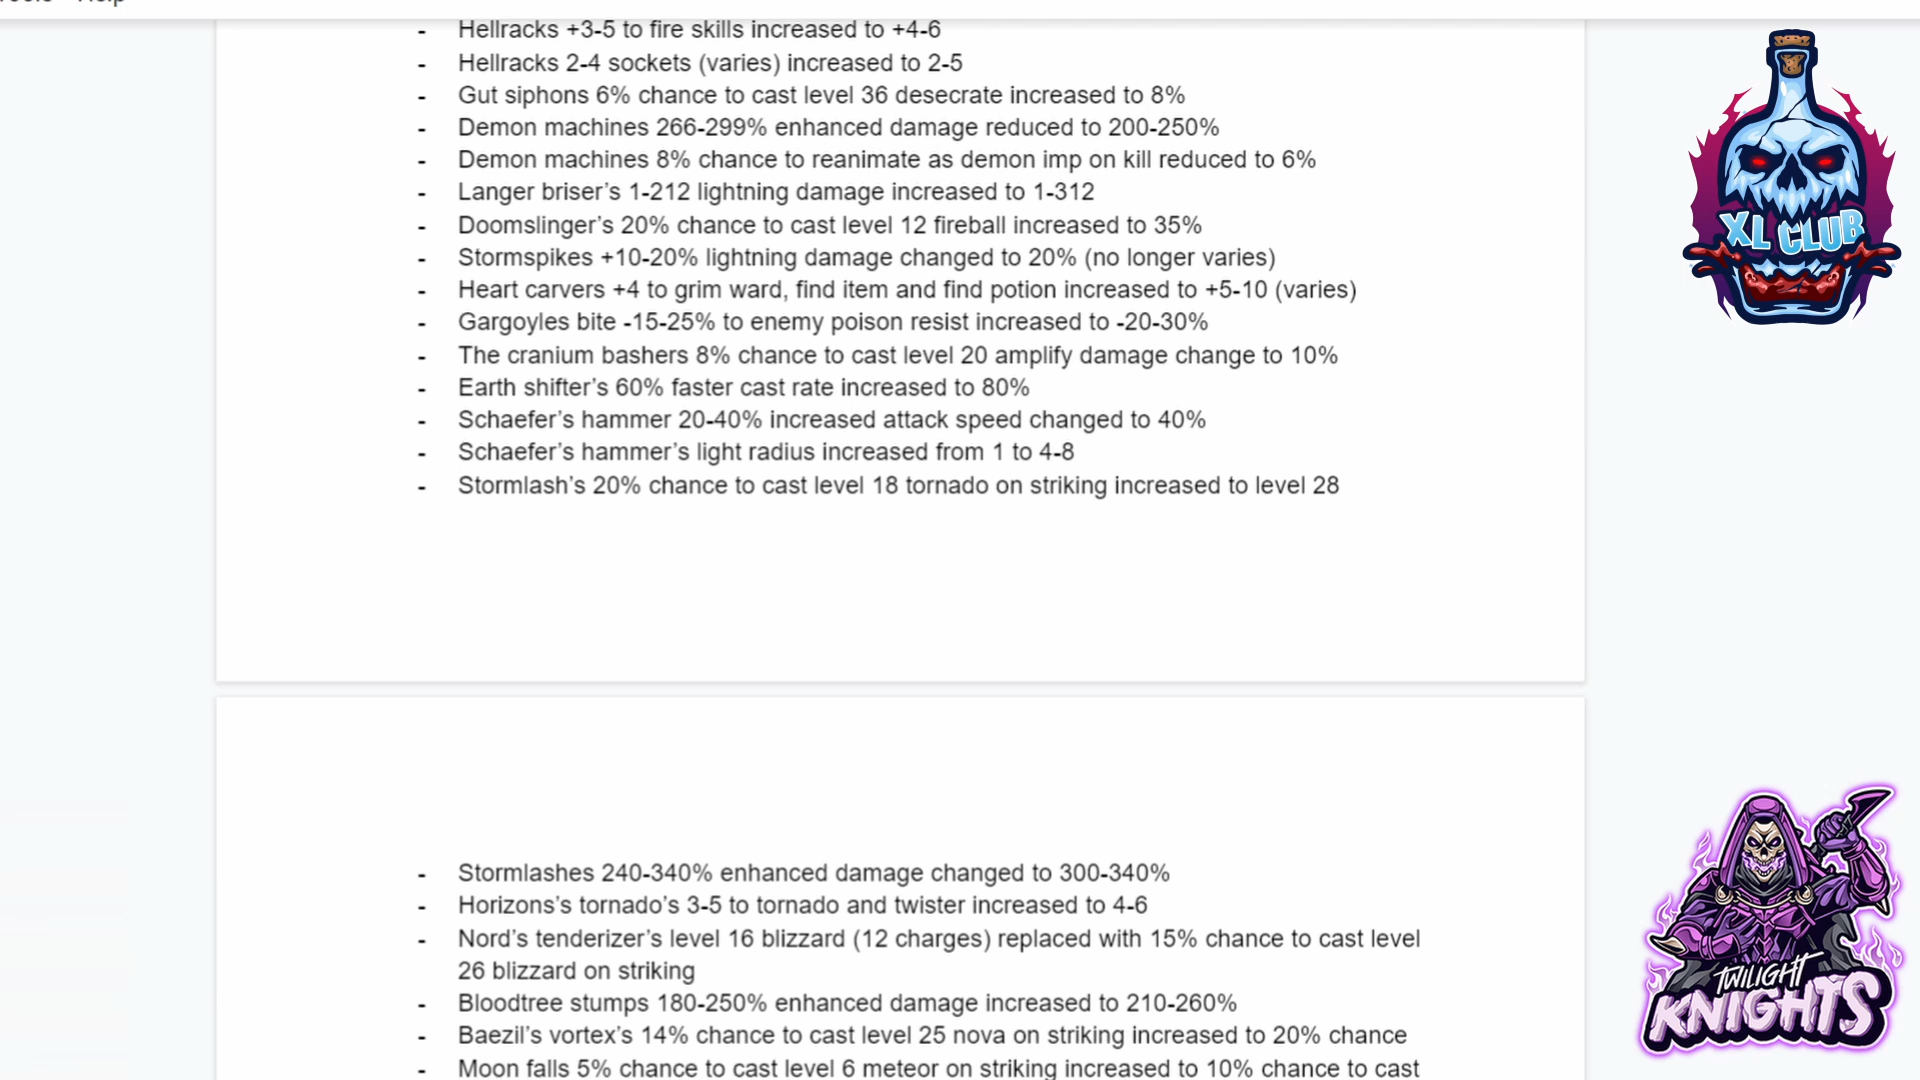 Help
- Hellracks +3-5 to fire skills increased to +4-6
- Hellracks 2-4 sockets (varies) increased to 2-5
- Gut siphons 6% chance to cast level 36 desecrate increased to 8%
- Demon machines 266-299% enhanced damage reduced to 200-250%
- Demon machines 8% chance to reanimate as demon imp on kill reduced to 6%
- Langer briser’s 1-212 lightning damage increased to 1-312
- Doomslinger’s 20% chance to cast level 12 fireball increased to 35%
- Stormspikes +10-20% lightning damage changed to 20% (no longer varies)
- Heart carvers +4 to grim ward, find item and find potion increased to +5-10 (varies)
- Gargoyles bite -15-25% to enemy poison resist increased to -20-30%
- The cranium bashers 8% chance to cast level 20 amplify damage change to 10%
- Earth shifter’s 60% faster cast rate increased to 80%
- Schaefer’s hammer 20-40% increased attack speed changed to 40%
- Schaefer’s hammer’s light radius increased from 1 to 4-8
- Stormlash’s 20% chance to cast level 18 tornado on striking increased to level 28
XL CLUB
- Stormlashes 240-340% enhanced damage changed to 300-340%
- Horizons’s tornado’s 3-5 to tornado and twister increased to 4-6
- Nord’s tenderizer’s level 16 blizzard (12 charges) replaced with 15% chance to cast level
26 blizzard on striking
- Bloodtree stumps 180-250% enhanced damage increased to 210-260%
- Baezil’s vortex’s 14% chance to cast level 25 nova on striking increased to 20% chance
- Moon falls 5% chance to cast level 6 meteor on striking increased to 10% chance to cast
TWILIGHT
KNIGHTS